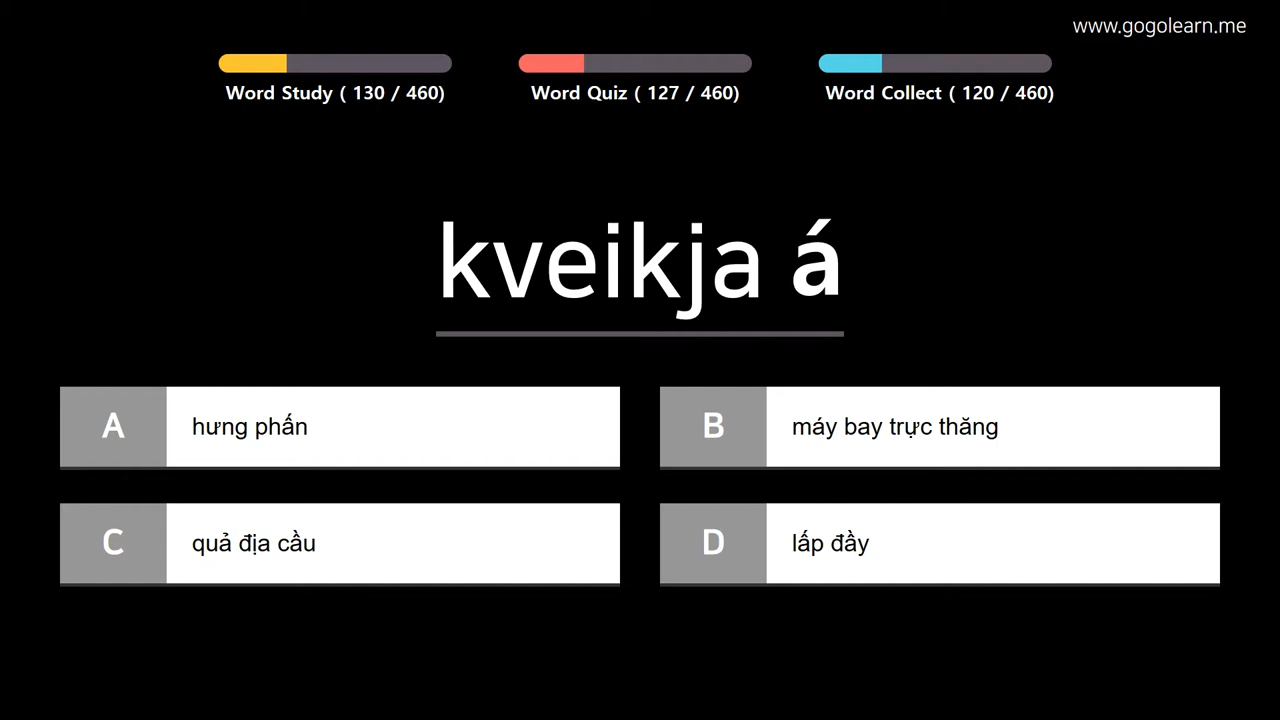 www.gogolearn.me
Word Study ( 130 / 460)
Word Quiz ( 127 / 460)
Word Collect ( 120 / 460)
kveikja á
A hưng phấn
B máy bay trực thăng
C quả địa cầu
D lấp đầy